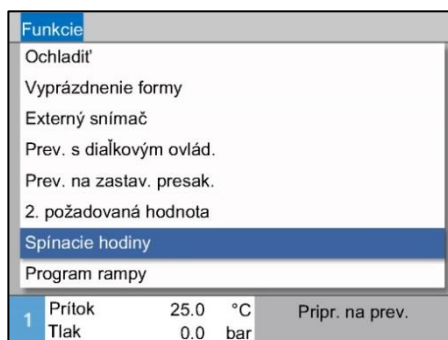 Funkcie
Ochladiť
Vyprázdnenie formy
Externý snímač
Prev. s diaľkovým ovlád.
Prev. na zastav. presak.
2. požadovaná hodnota
Spínacie hodiny
Program rampy
1 Prítok 25.0 °C Pripr. na prev.
Tlak 0.0 bar